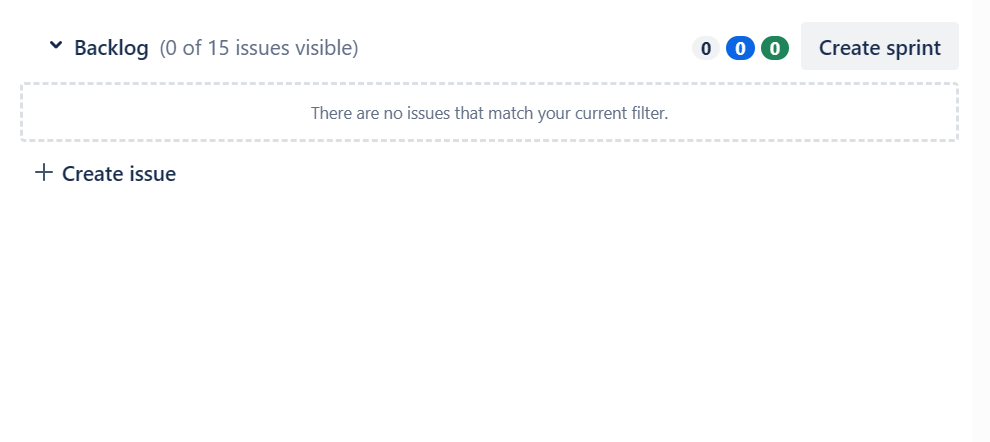 Backlog (0 of 15 issues visible) 0 0 0 Create sprint
There are no issues that match your current filter.
Create issue